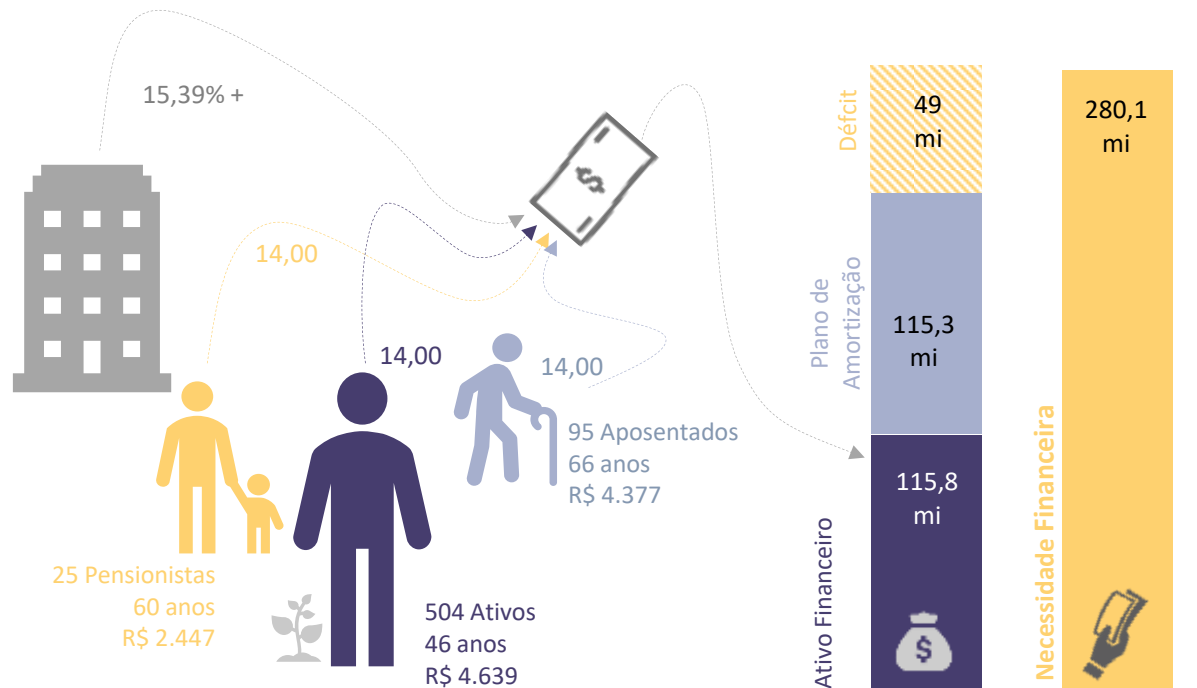 15,39% +
14,00
14,00
14,00
25 Pensionistas
60 anos
R$ 2.447
504 Ativos
46 anos
R$ 4.639
95 Aposentados
66 anos
R$ 4.377
Défcit
49
mi
Plano de
Amortização
115,3
mi
Ativo Financeiro
115,8
mi
$
$
Necessidade Financeira
280,1
mi